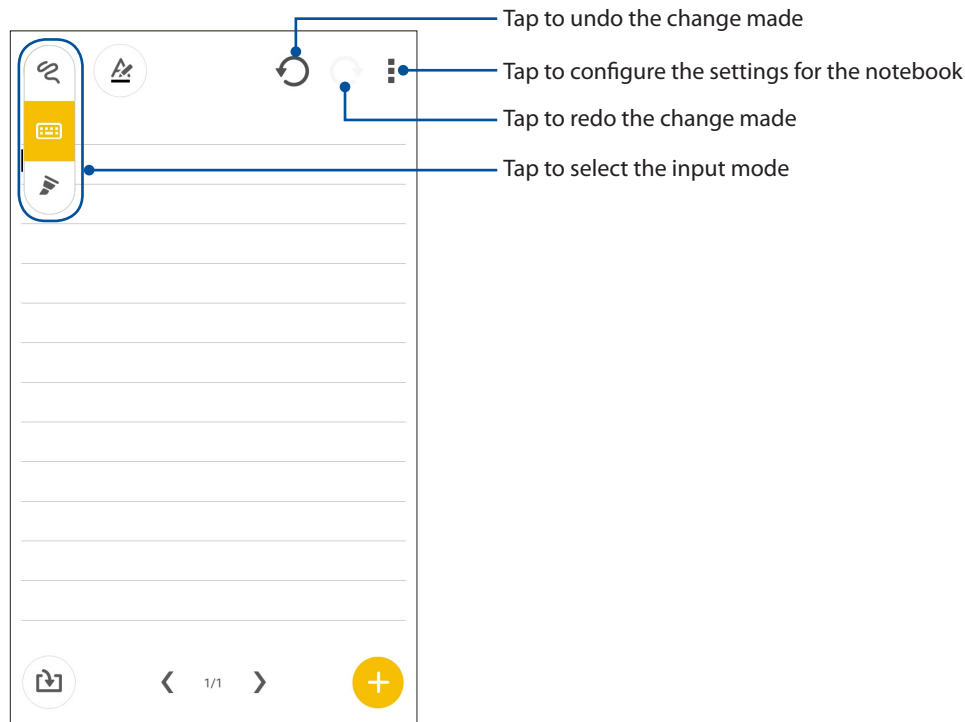 Tap to undo the change made
Tap to configure the settings for the notebook
Tap to redo the change made
Tap to select the input mode
1/1